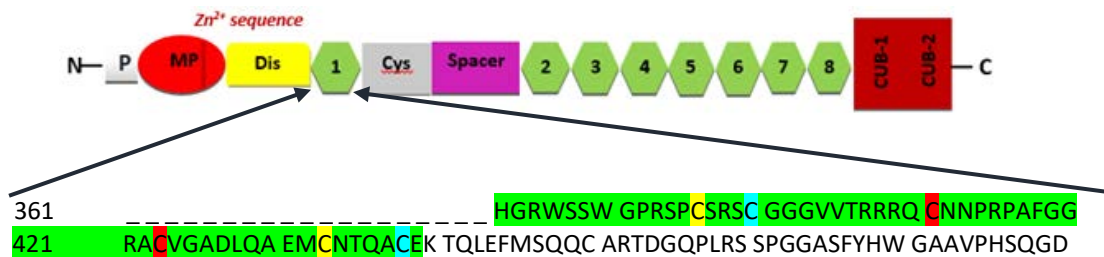 Zn²⁺ sequence
N P MP Dis 1 Cys Spacer 2 3 4 5 6 7 8 CUB-1 CUB-2 C
361 _ _ _ _ _ _ _ _ _ _ _ _ _ _ _ _ _ _ _ HGRWSSW GPRSPCSRSC GGGVVTRRRQ CNNPRPAFGG
421 RACVGADLQA EMCNTQACEK TQLEFMSQQC ARTDGQPLRS SPGGASFYHW GAAVPHSQGD